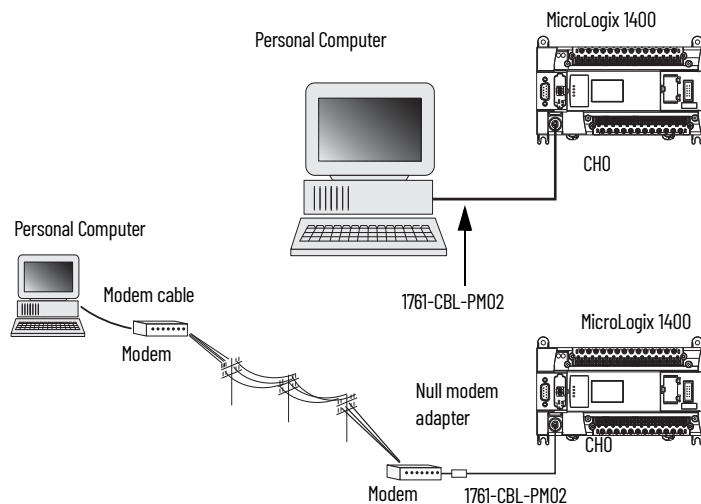 MicroLogix 1400
Personal Computer
CH0
Personal Computer
1761-CBL-PM02
Modem cable
MicroLogix 1400
Modem
Null modem
adapter
CH0
Modem
1761-CBL-PM02